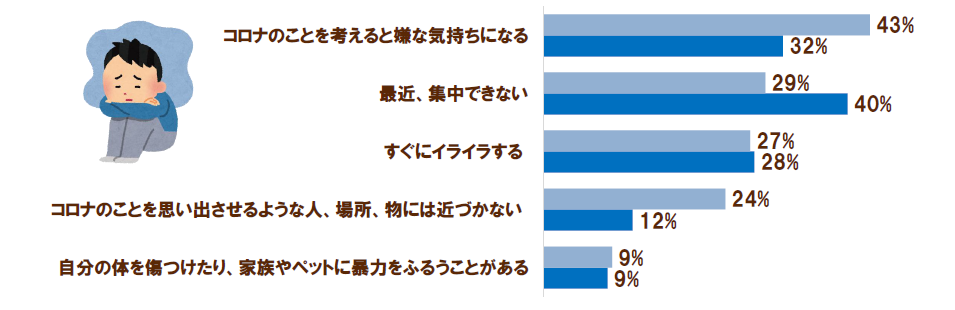 コロナのことを考えると嫌な気持ちになる
43%
32%
最近、集中できない
29%
40%
すぐにイライラする
27%
28%
コロナのことを思い出させるような人、場所、物には近づかない
24%
12%
自分の体を傷つけたり、家族やペットに暴力をふるうことがある
9%
9%